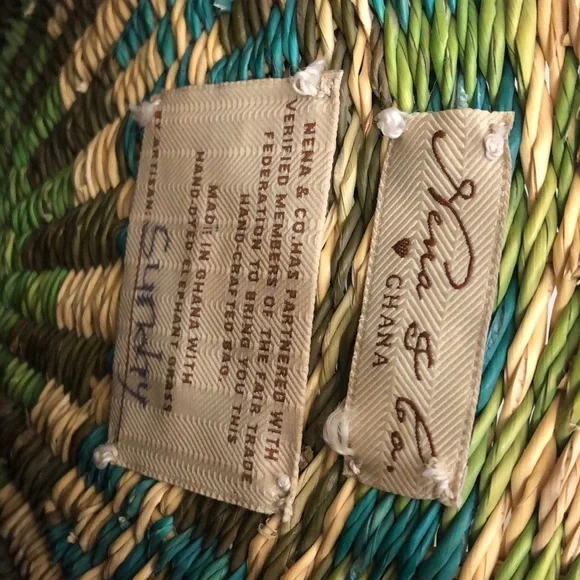 Nena & Co.
GHANA
NENA & CO. HAS PARTNERED WITH
VERIFIED MEMBERS OF THE FAIR TRADE
FEDERATION TO BRING YOU THIS
HAND-CRATED BAG.
MADE IN GHANA WITH
HAND-DYED ELEPHANT GRASS
BY ARTISAN: Sundry